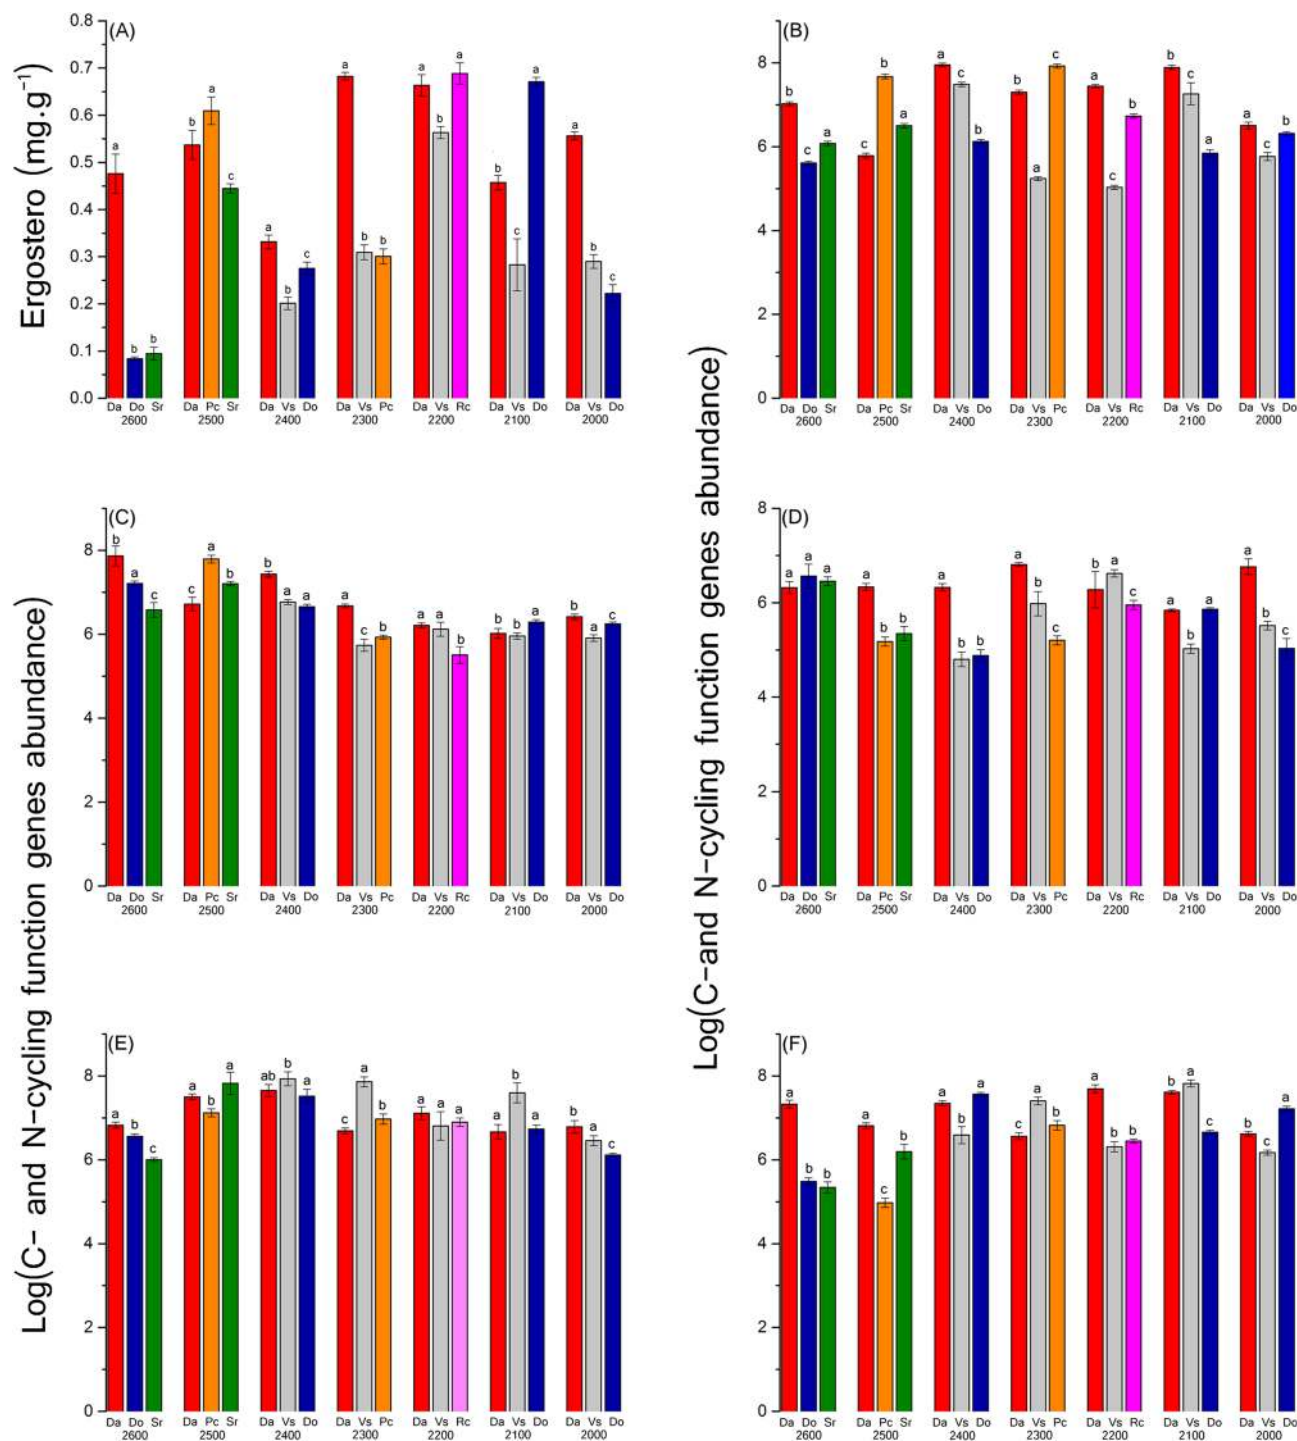 (A)
Ergostero (mg.g⁻¹)
0.8
0.7
0.6
0.5
0.4
0.3
0.2
0.1
0.0
a b b b a c a b c a b b a b a b c a a b c
Da Do Sr Da Pc Sr Da Vs Do Da Vs Pc Da Vs Rc Da Vs Do Da Vs Do
2600 2500 2400 2300 2200 2100 2000
(B)
8
6
4
2
0
b c a c b a a c b b a c a c b b c a a c b
Da Do Sr Da Pc Sr Da Vs Do Da Vs Pc Da Vs Rc Da Vs Do Da Vs Do
2600 2500 2400 2300 2200 2100 2000
Log(C- and N-cycling function genes abundance)
(C)
8
6
4
2
0
b a c c a b b a a a c b a a b b b a b a c
Da Do Sr Da Pc Sr Da Vs Do Da Vs Pc Da Vs Rc Da Vs Do Da Vs Do
2600 2500 2400 2300 2200 2100 2000
Log(C-and N-cycling function genes abundance)
(D)
8
6
4
2
0
a a a a b b a b b a b c b a c a b a a b c
Da Do Sr Da Pc Sr Da Vs Do Da Vs Pc Da Vs Rc Da Vs Do Da Vs Do
2600 2500 2400 2300 2200 2100 2000
(E)
8
6
4
2
0
a b c a b a ab b a c a b a a a a b a b a c
Da Do Sr Da Pc Sr Da Vs Do Da Vs Pc Da Vs Rc Da Vs Do Da Vs Do
2600 2500 2400 2300 2200 2100 2000
(F)
8
6
4
2
0
a b b a c b a b a c a b a b b b a c a c a
Da Do Sr Da Pc Sr Da Vs Do Da Vs Pc Da Vs Rc Da Vs Do Da Vs Do
2600 2500 2400 2300 2200 2100 2000